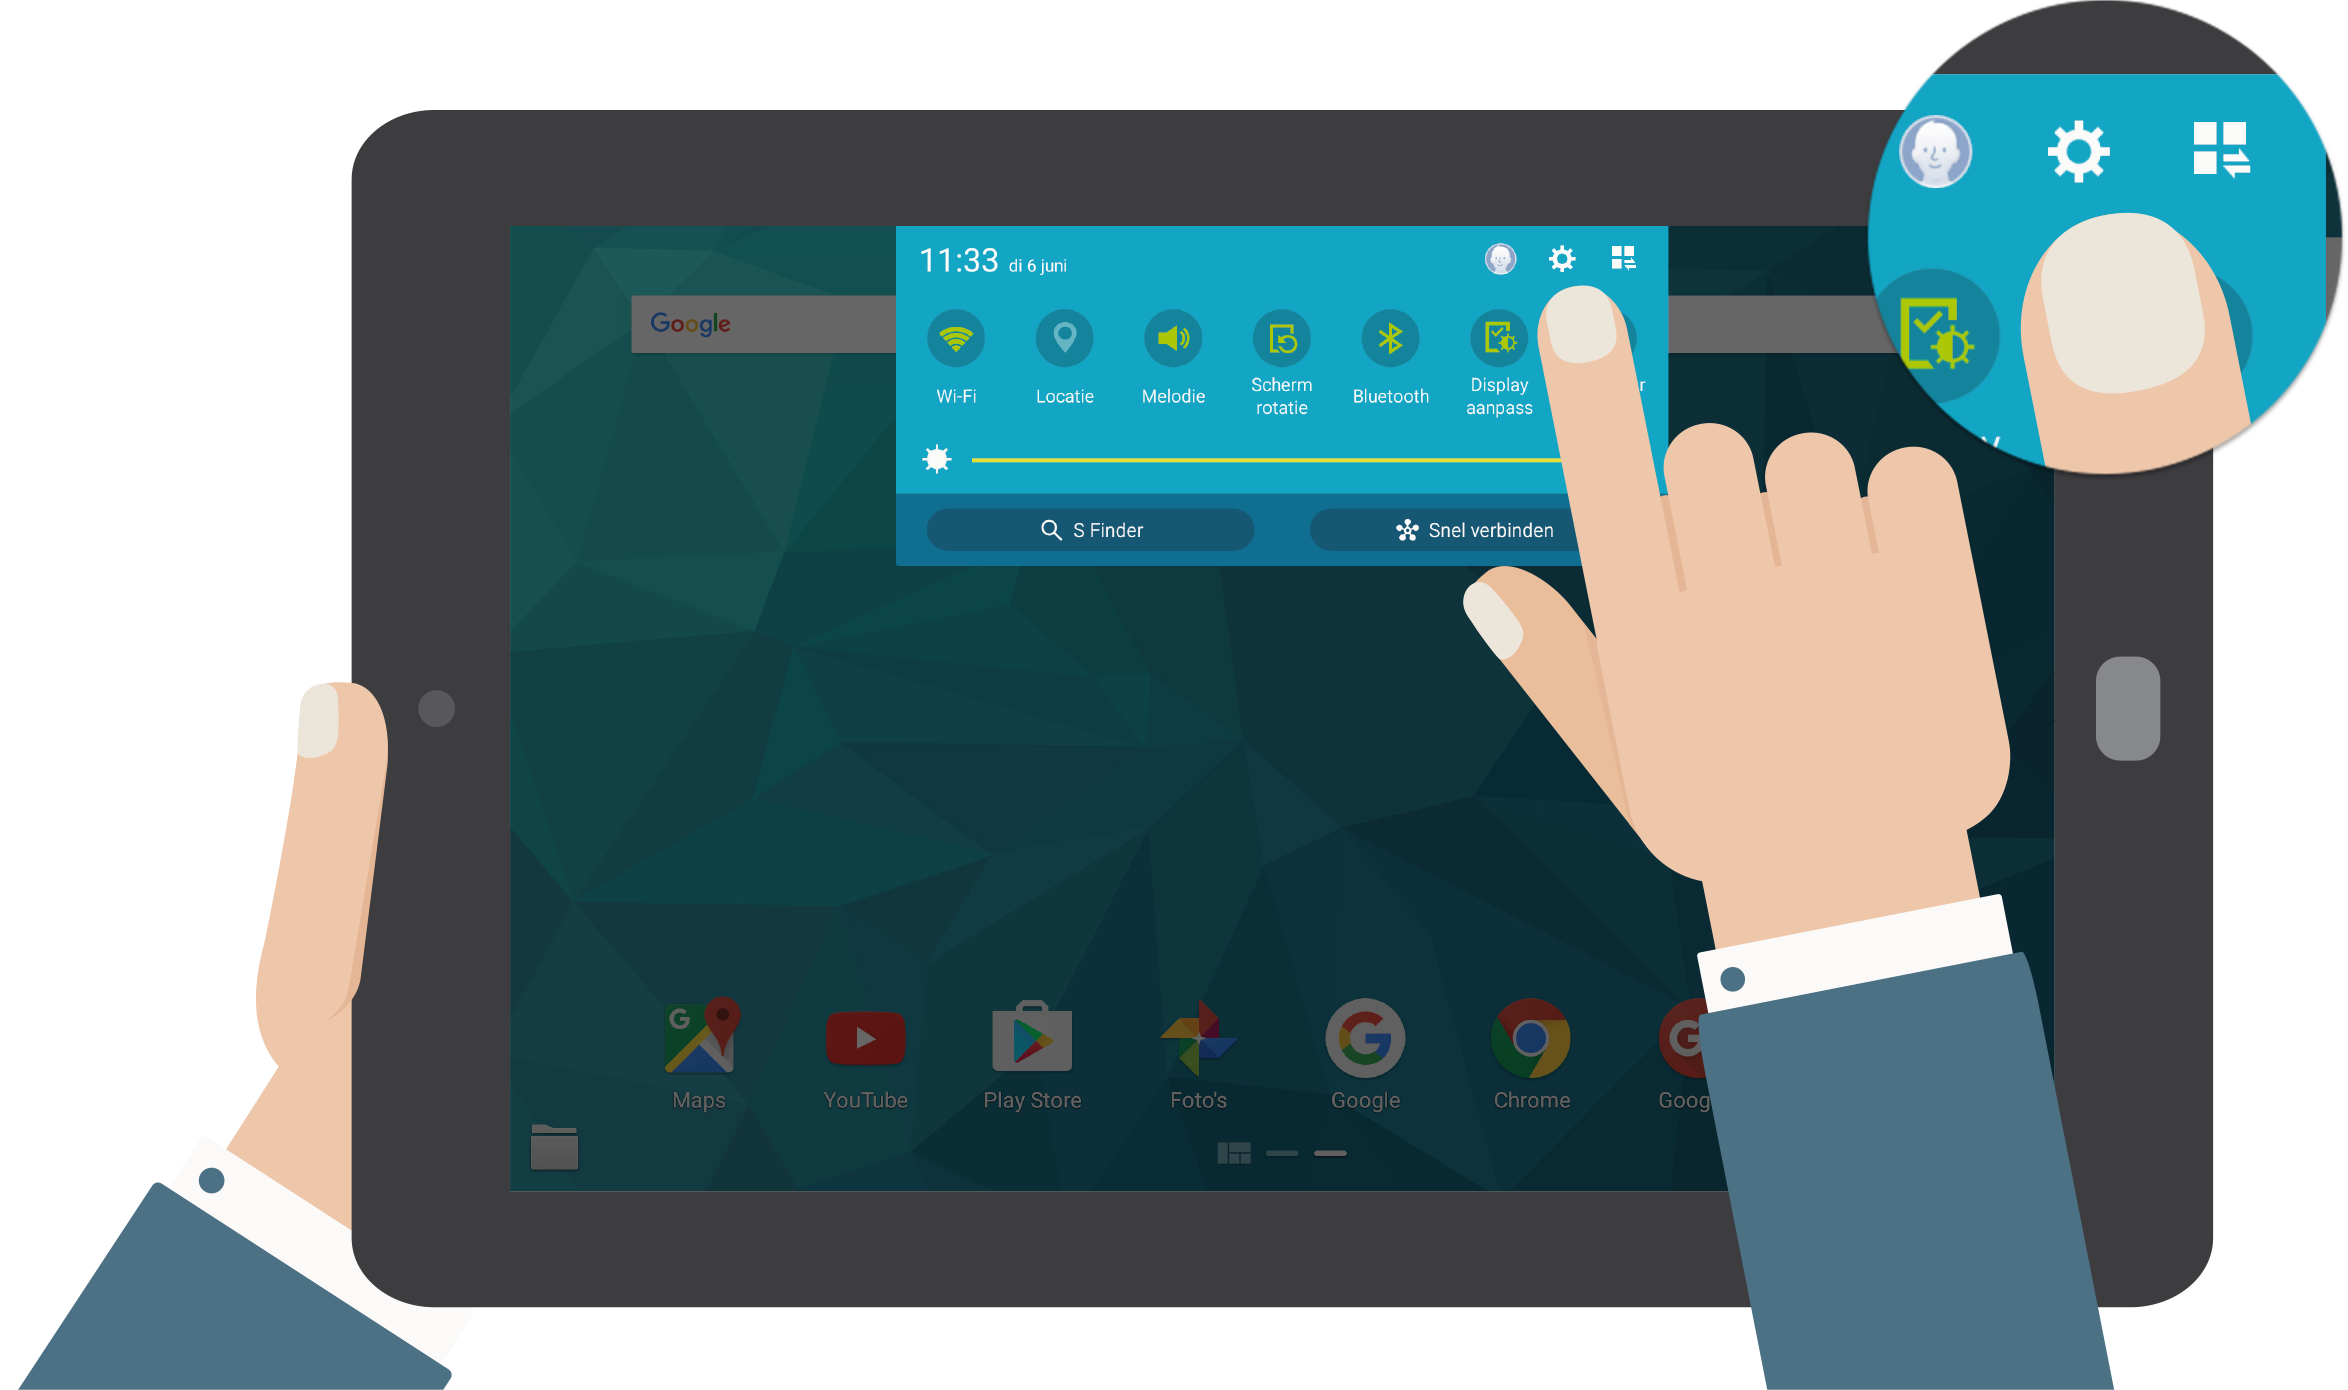 11:33 di 6 juni
Google
Wi-Fi
Locatie
Melodie
Scherm
rotatie
Bluetooth
Display
aanpass
S Finder
Snel verbinden
Maps
YouTube
Play Store
Foto's
Google
Chrome